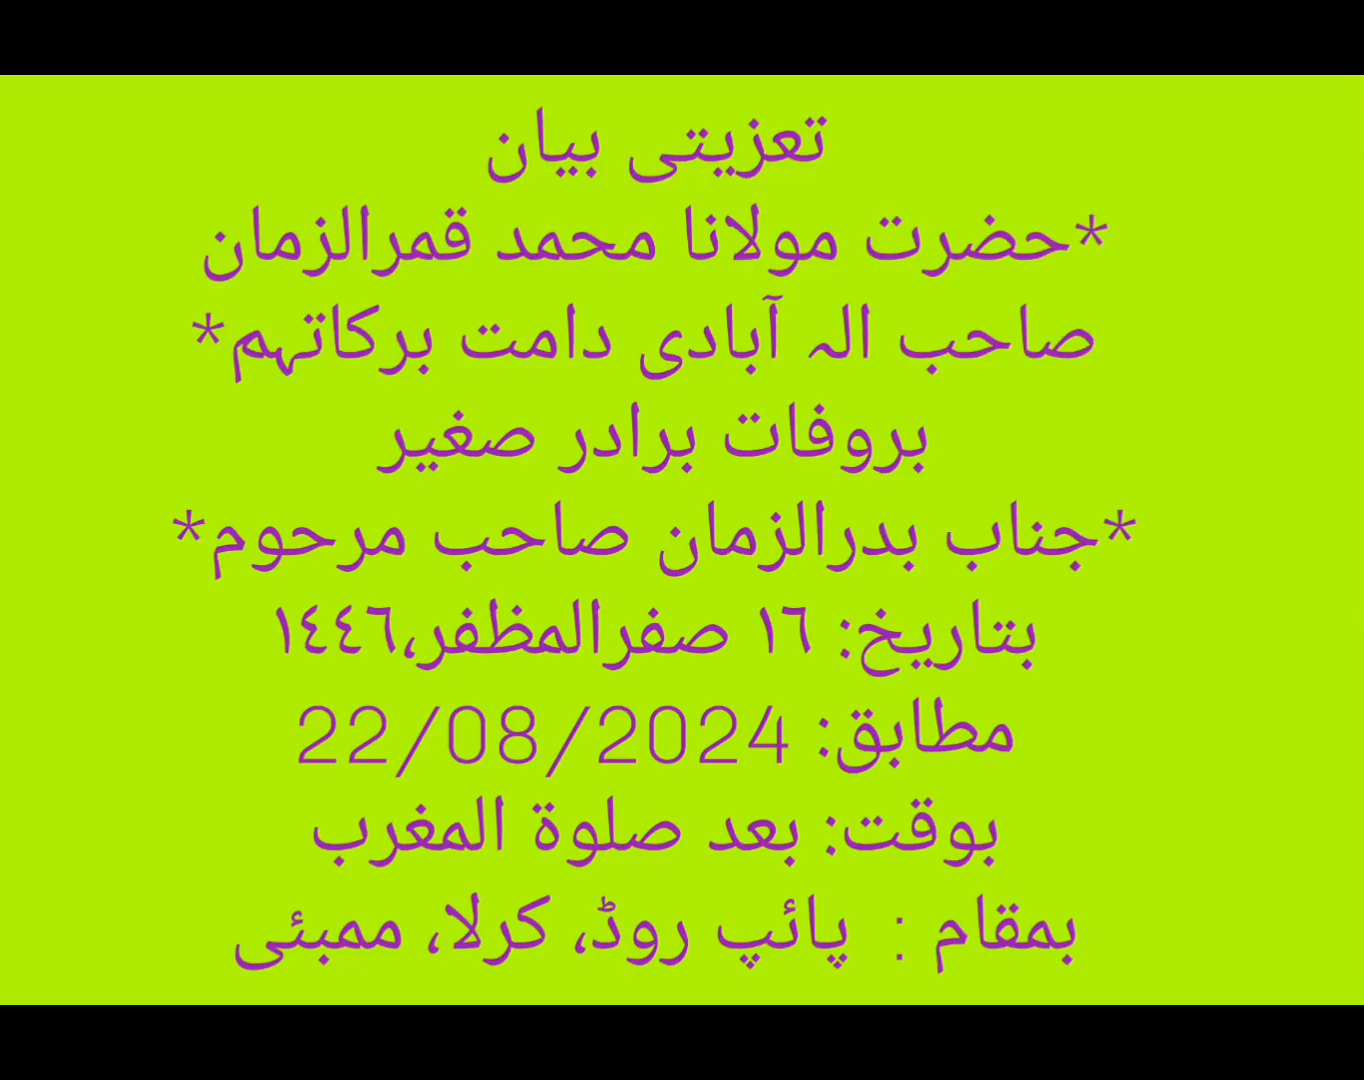 تعزیتی بیان
*حضرت مولانا محمد قمرالزمان
صاحب الہ آبادی دامت برکاتہم*
بروفات برادر صغیر
*جناب بدرالزمان صاحب مرحوم*
بتاریخ: ١٦ صفرالمظفر،١٤٤٦
مطابق: 22/08/2024
بوقت: بعد صلوۃ المغرب
بمقام : پائپ روڈ، کرلا، ممبئی